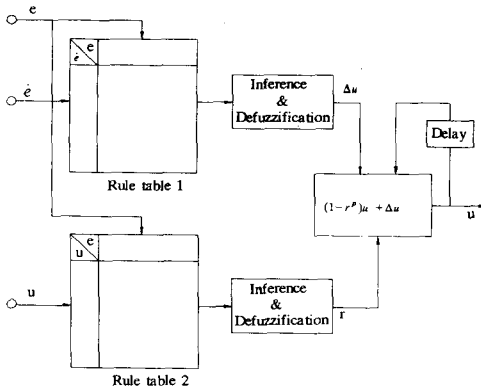 e
e
ė
ė
Inference
&
Defuzzification
Δu
Delay
Rule table 1
(1-r^p)u + Δu
u
e
u
u
Inference
&
Defuzzification
r
Rule table 2